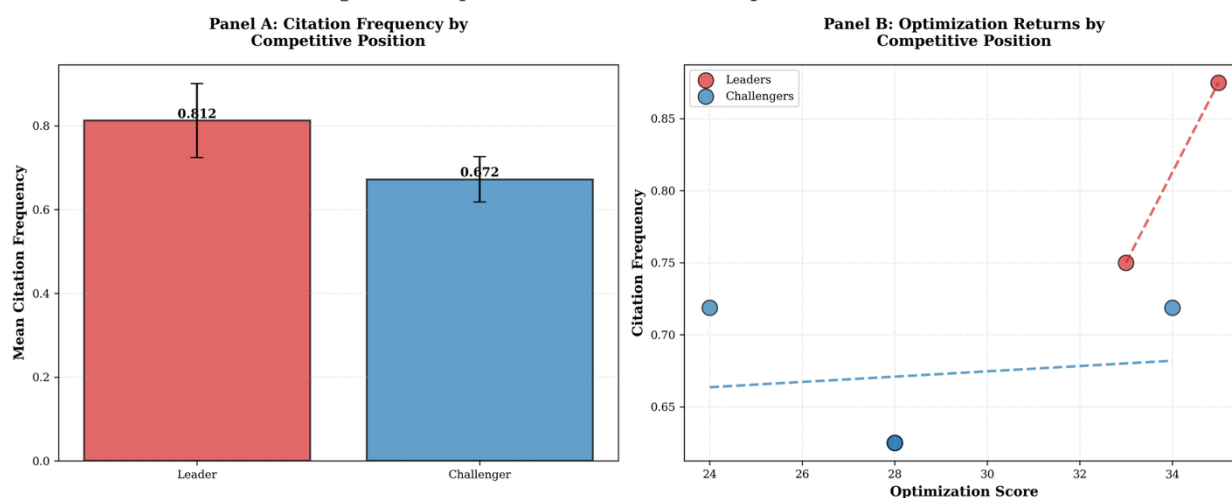 Panel A: Citation Frequency by
Competitive Position
Mean Citation Frequency
0.8
0.6
0.4
0.2
0.0
0.812
0.672
Leader
Challenger
Panel B: Optimization Returns by
Competitive Position
Leaders
Challengers
Citation Frequency
0.85
0.80
0.75
0.70
0.65
24
26
28
30
32
34
Optimization Score